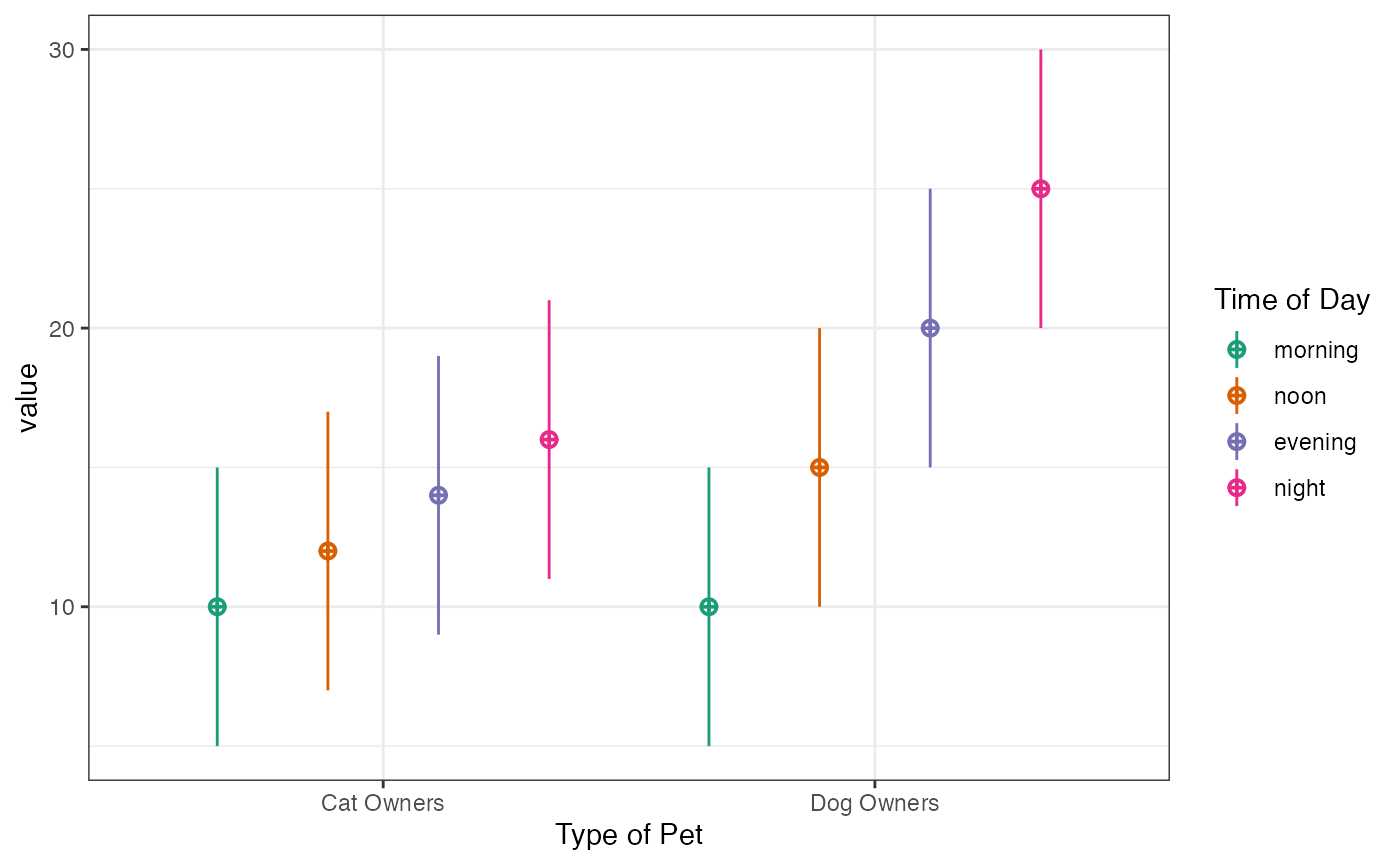 30
20
10
value
Cat Owners
Dog Owners
Type of Pet
Time of Day
morning
noon
evening
night